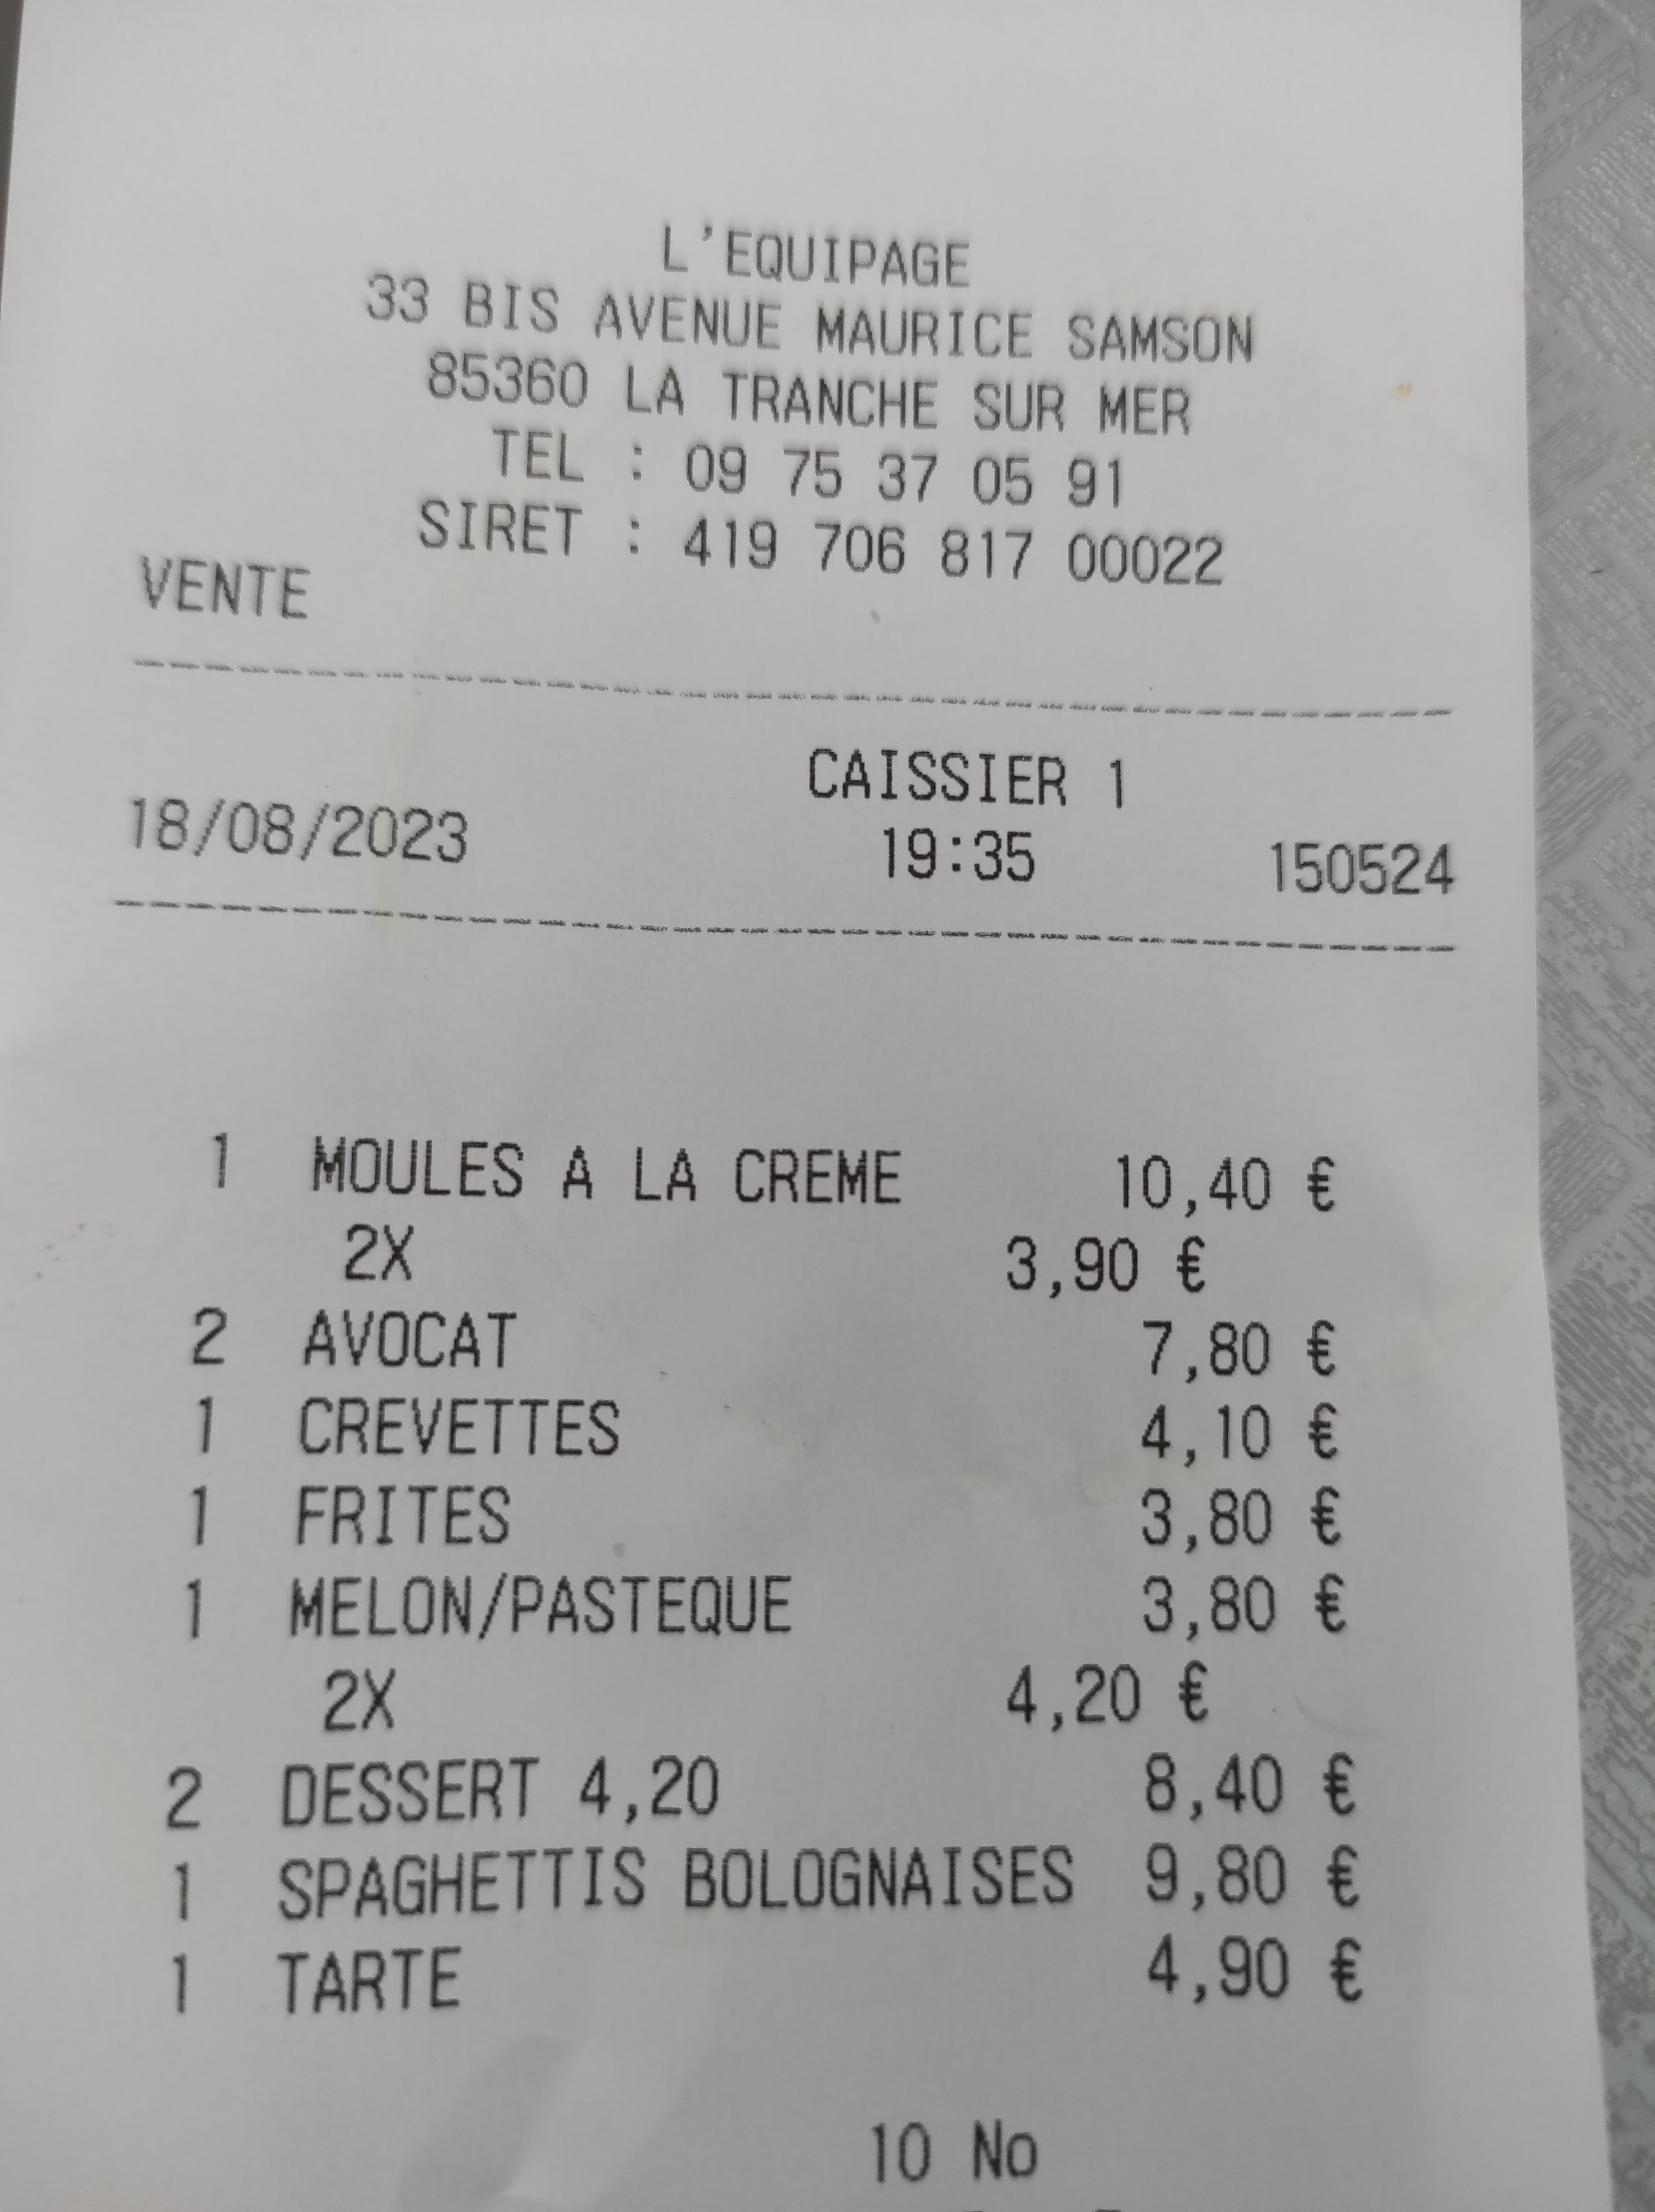 L'EQUIPAGE
33 BIS AVENUE MAURICE SAMSON
85360 LA TRANCHE SUR MER
TEL : 09 75 37 05 91
SIRET : 419 706 817 00022
VENTE
CAISSIER 1
18/08/2023 19:35 150524
1 MOULES A LA CREME 10,40 €
2X 3,90 €
2 AVOCAT 7,80 €
1 CREVETTES 4,10 €
1 FRITES 3,80 €
1 MELON/PASTEQUE 3,80 €
2X 4,20 €
2 DESSERT 4,20 8,40 €
1 SPAGHETTIS BOLOGNAISES 9,80 €
1 TARTE 4,90 €
10 No